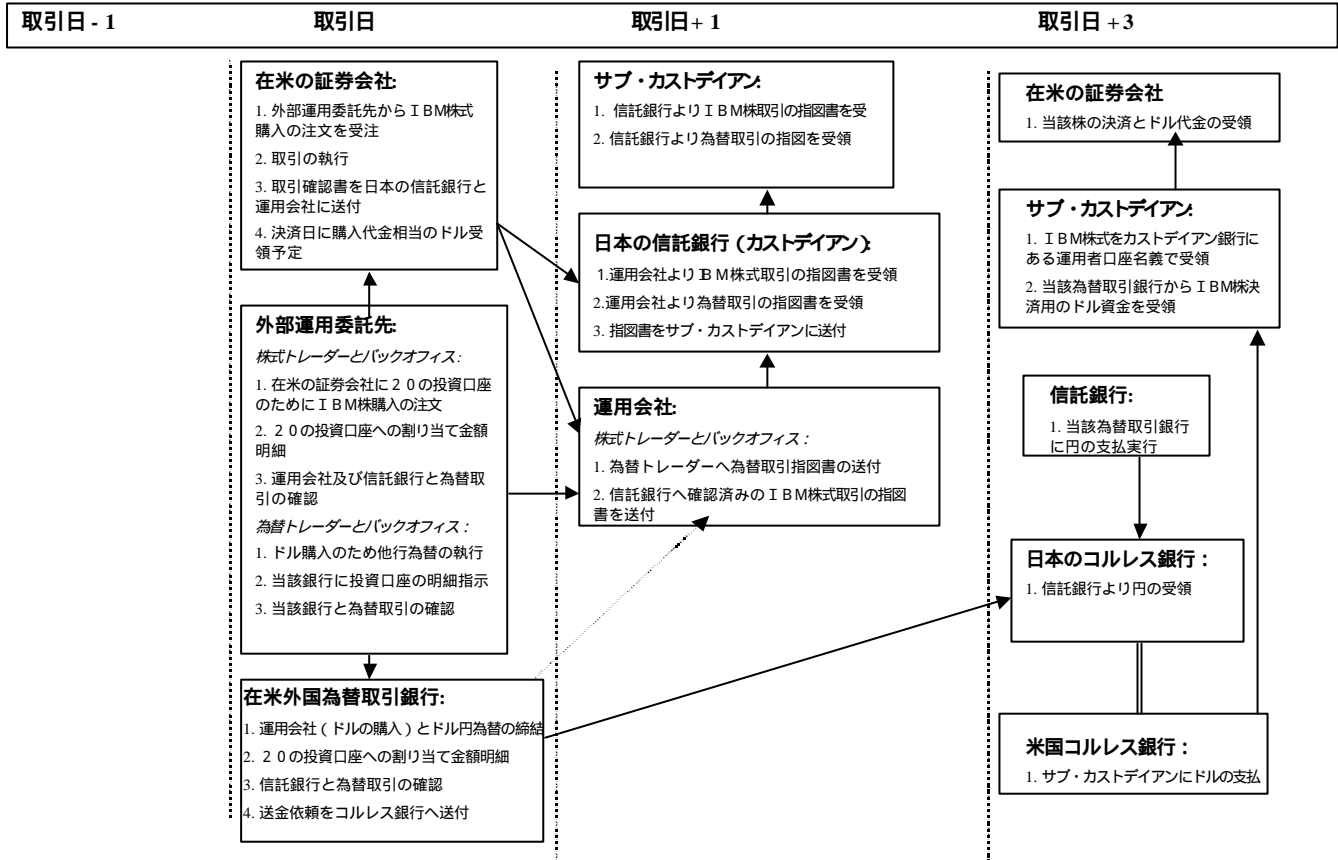 取引日 - 1
取引日
取引日+ 1
取引日 +3
在米の証券会社:
1. 外部運用委託先からＩＢＭ株式
購入の注文を受注
2. 取引の執行
3. 取引確認書を日本の信託銀行と
運用会社に送付
4. 決済日に購入代金相当のドル受
領予定
外部運用委託先:
株式トレーダーとバックオフィス：
1. 在米の証券会社に２０の投資口座
のためにＩＢＭ株購入の注文
2. ２０の投資口座への割り当て金額
明細
3. 運用会社及び信託銀行と為替取
引の確認
為替トレーダーとバックオフィス：
1. ドル購入のため他行為替の執行
2. 当該銀行に投資口座の明細指示
3. 当該銀行と為替取引の確認
在米外国為替取引銀行:
1. 運用会社（ドルの購入）とドル円為替の締結
2. ２０の投資口座への割り当て金額明細
3. 信託銀行と為替取引の確認
4. 送金依頼をコルレス銀行へ送付
サブ・カストデイアン:
1. 信託銀行よりＩＢＭ株取引の指図書を受
2. 信託銀行より為替取引の指図を受領
日本の信託銀行（カストデイアン）:
1.運用会社よりＩＢＭ株式取引の指図書を受領
2.運用会社より為替取引の指図書を受領
3. 指図書をサブ・カストデイアンに送付
運用会社:
株式トレーダーとバックオフィス：
1. 為替トレーダーへ為替取引指図書の送付
2. 信託銀行へ確認済みのＩＢＭ株式取引の指図
書を送付
在米の証券会社
1. 当該株の決済とドル代金の受領
サブ・カストデイアン:
1. ＩＢＭ株式をカストデイアン銀行に
ある運用者口座名義で受領
2. 当該為替取引銀行からＩＢＭ株決
済用のドル資金を受領
信託銀行:
1. 当該為替取引銀行
に円の支払実行
日本のコルレス銀行：
1. 信託銀行より円の受領
米国コルレス銀行：
1. サブ・カストデイアンにドルの支払